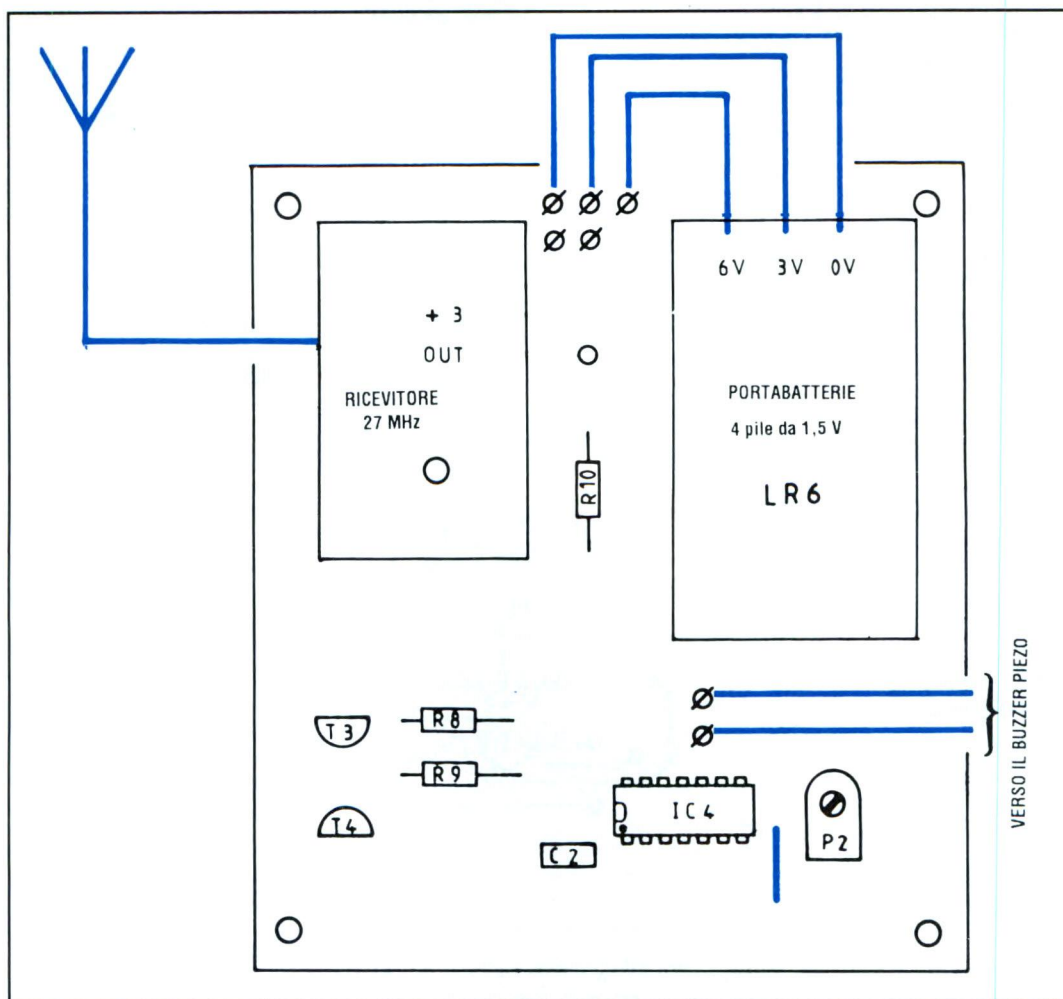 6V 3V 0V
+ 3
OUT
RICEVITORE
27 MHz
PORTABATTERIE
4 pile da 1,5 V
LR6
R10
VERSO IL BUZZER PIEZO
T3
R8
R9
T4
IC4
C2
P2